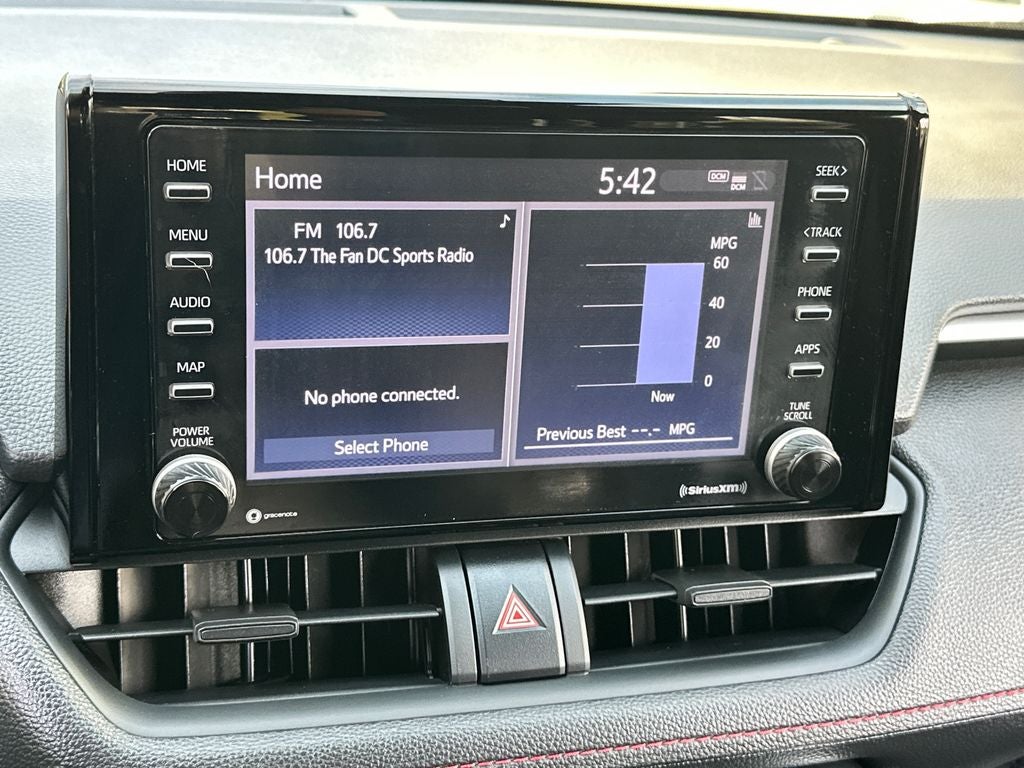 HOME
MENU
AUDIO
MAP
POWER
VOLUME
gracenote
Home
5:42
DCM
DCM
FM 106.7
106.7 The Fan DC Sports Radio
No phone connected.
Select Phone
MPG
60
40
20
0
Now
Previous Best --.- MPG
((SiriusXM))
SEEK>
<TRACK
PHONE
APPS
TUNE
SCROLL